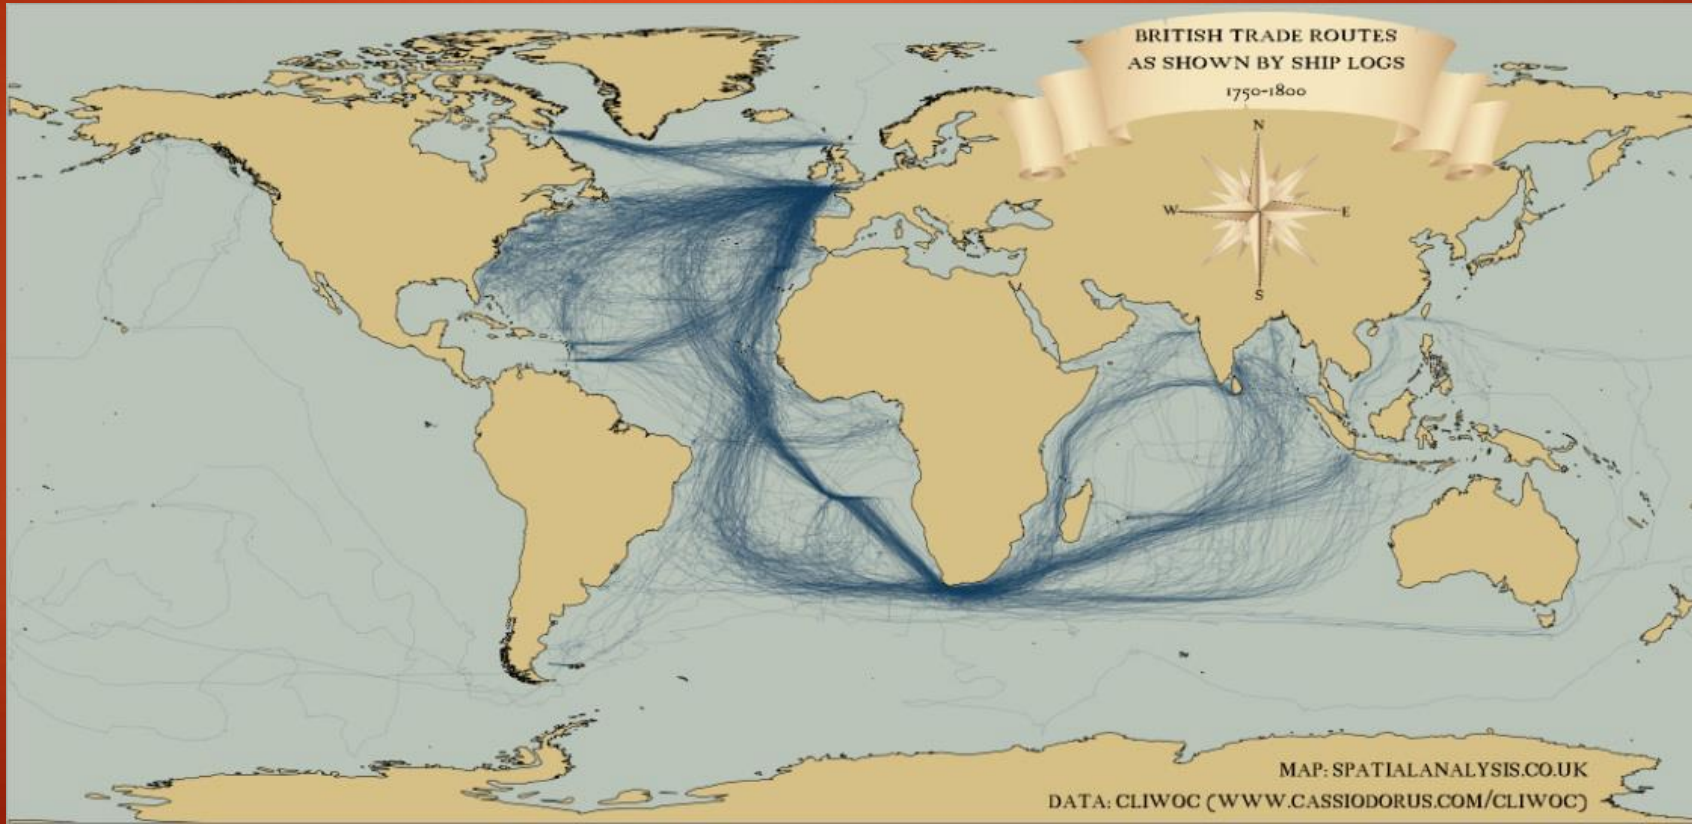 BRITISH TRADE ROUTES
AS SHOWN BY SHIP LOGS
1750-1800
N
W
E
S
MAP: SPATIALANALYSIS.CO.UK
DATA: CLIWOC (WWW.CASSIODORUS.COM/CLIWOC)